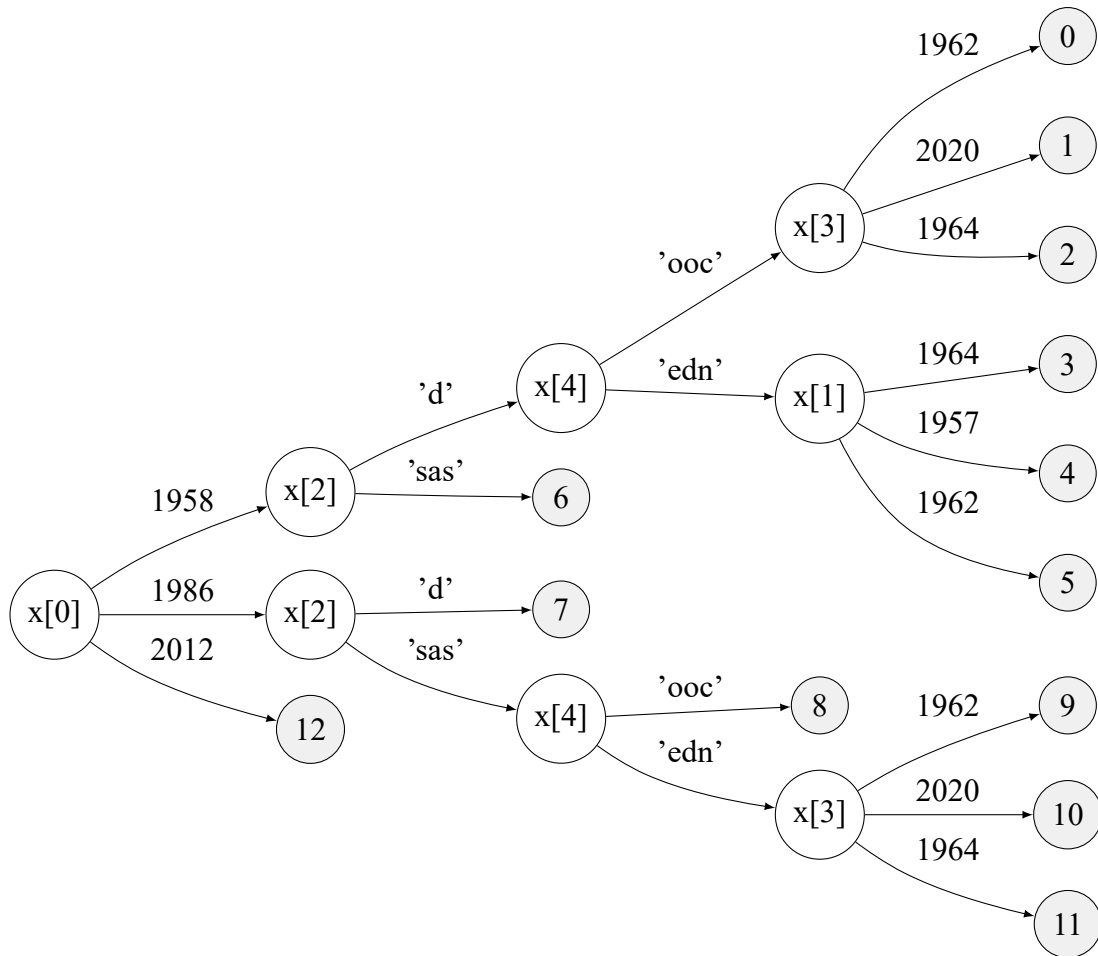 1962
0
2020
1
x[3]
1964
2
’ooc’
1964
3
’edn’
’d’
x[4]
x[1]
1957
4
’sas’
1962
1958
x[2]
6
5
1986
’d’
x[0]
x[2]
7
2012
’sas’
’ooc’
1962
12
x[4]
8
9
’edn’
2020
x[3]
10
1964
11